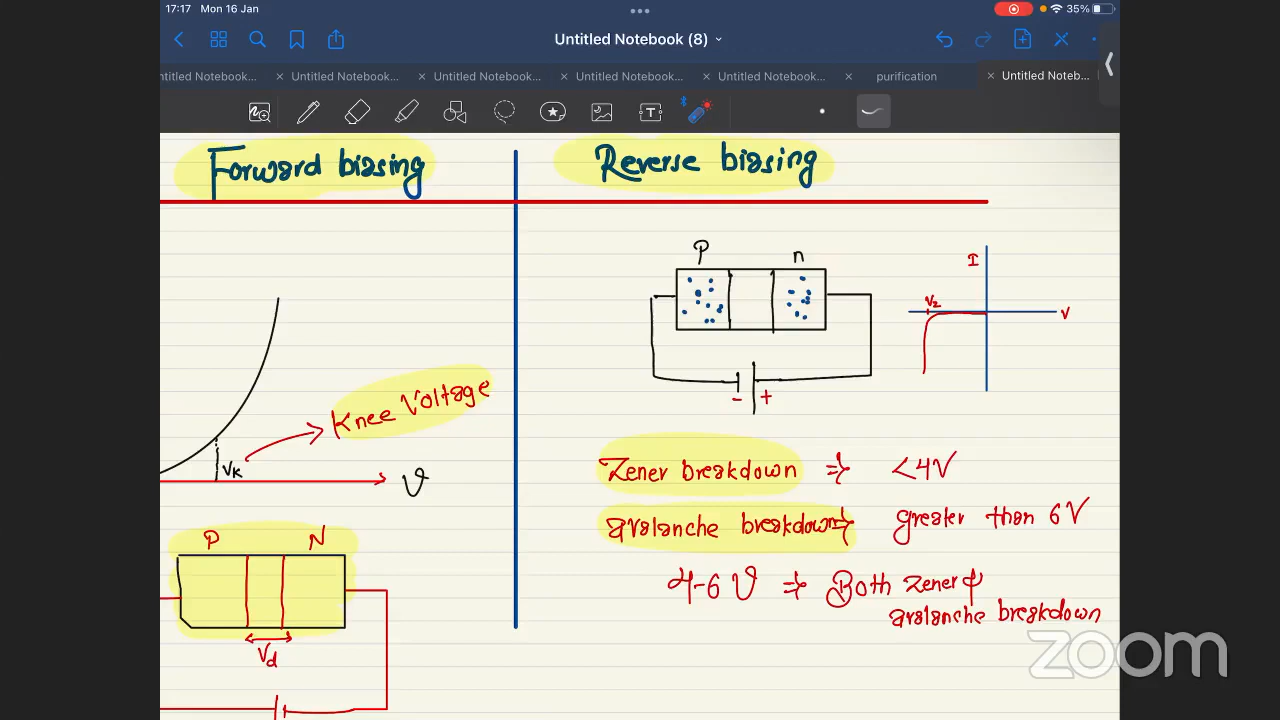 17:17 Mon 16 Jan
35%
Untitled Notebook (8)
ntitled Notebook...
Untitled Notebook...
Untitled Notebook...
Untitled Notebook...
Untitled Notebook...
purification
Untitled Noteb...
T
Forward biasing
Reverse biasing
P
n
I
Vz
V
- +
Knee Voltage
VK
V
Zener breakdown ⇒ <4V
avalanche breakdown⇒ greater than 6V
4-6 V ⇒ Both zener &
avalanche breakdown
P N
Vd
zoom